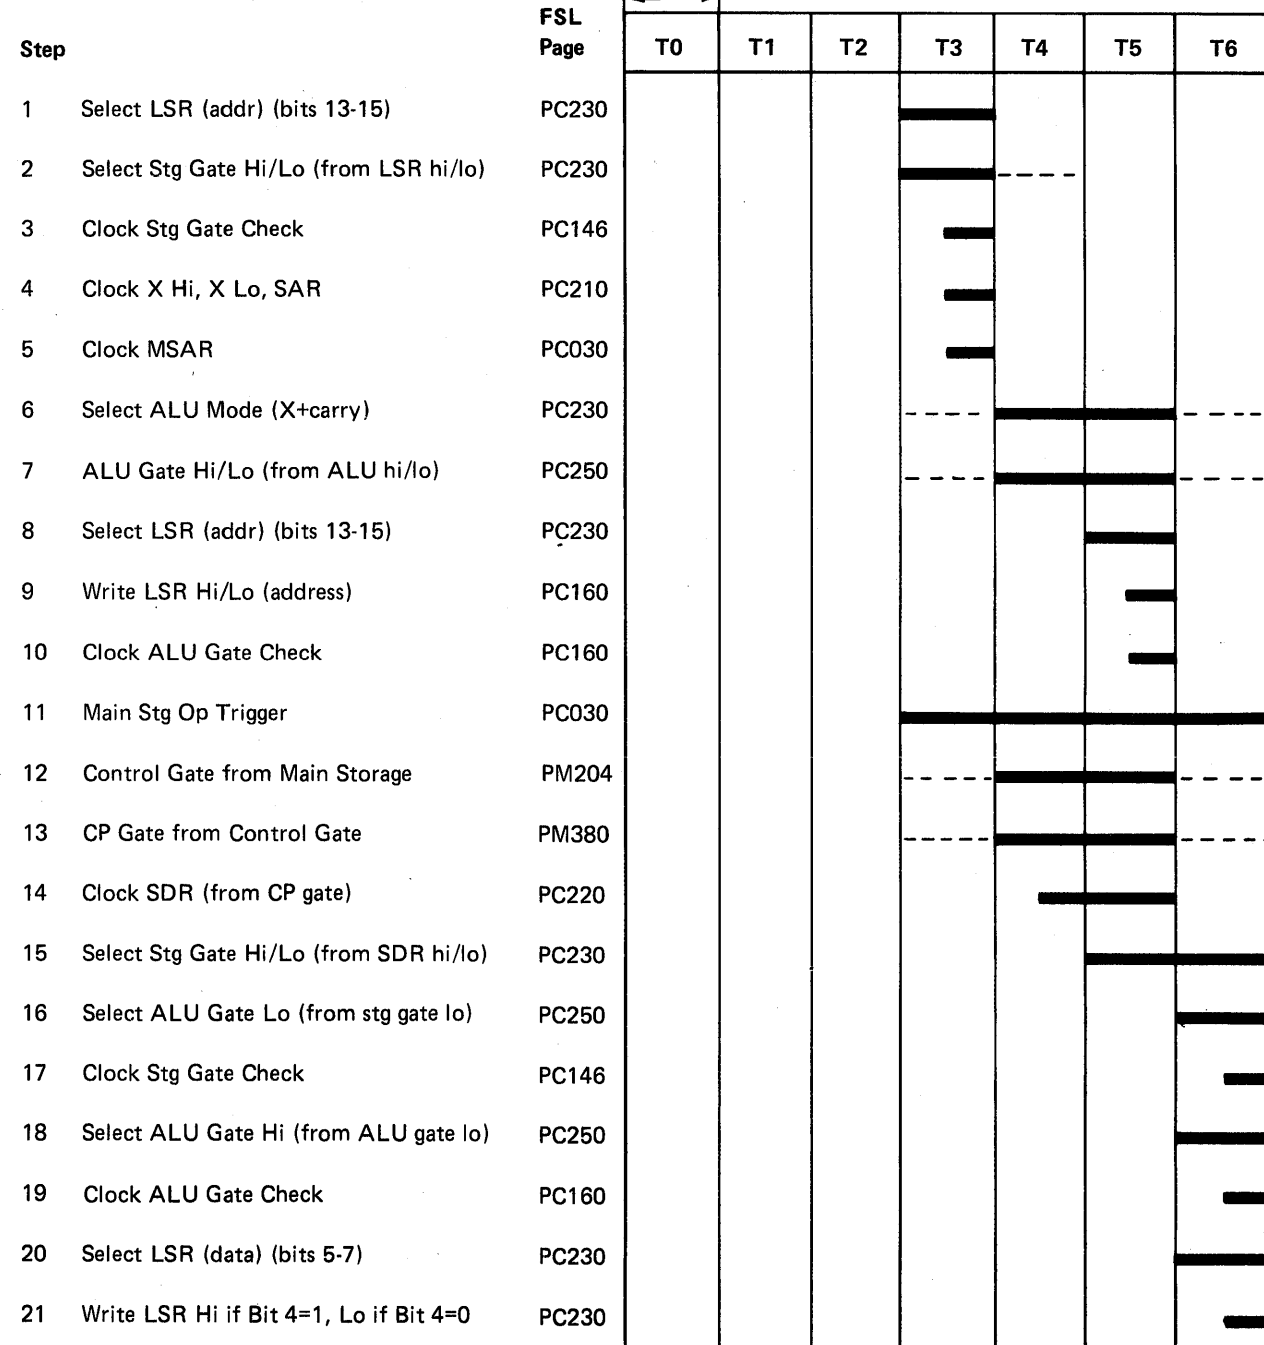 FSL
Step Page T0 T1 T2 T3 T4 T5 T6
1 Select LSR (addr) (bits 13-15) PC230
2 Select Stg Gate Hi/Lo (from LSR hi/lo) PC230
3 Clock Stg Gate Check PC146
4 Clock X Hi, X Lo, SAR PC210
5 Clock MSAR PC030
6 Select ALU Mode (X+carry) PC230
7 ALU Gate Hi/Lo (from ALU hi/lo) PC250
8 Select LSR (addr) (bits 13-15) PC230
9 Write LSR Hi/Lo (address) PC160
10 Clock ALU Gate Check PC160
11 Main Stg Op Trigger PC030
12 Control Gate from Main Storage PM204
13 CP Gate from Control Gate PM380
14 Clock SDR (from CP gate) PC220
15 Select Stg Gate Hi/Lo (from SDR hi/lo) PC230
16 Select ALU Gate Lo (from stg gate lo) PC250
17 Clock Stg Gate Check PC146
18 Select ALU Gate Hi (from ALU gate lo) PC250
19 Clock ALU Gate Check PC160
20 Select LSR (data) (bits 5-7) PC230
21 Write LSR Hi if Bit 4=1, Lo if Bit 4=0 PC230